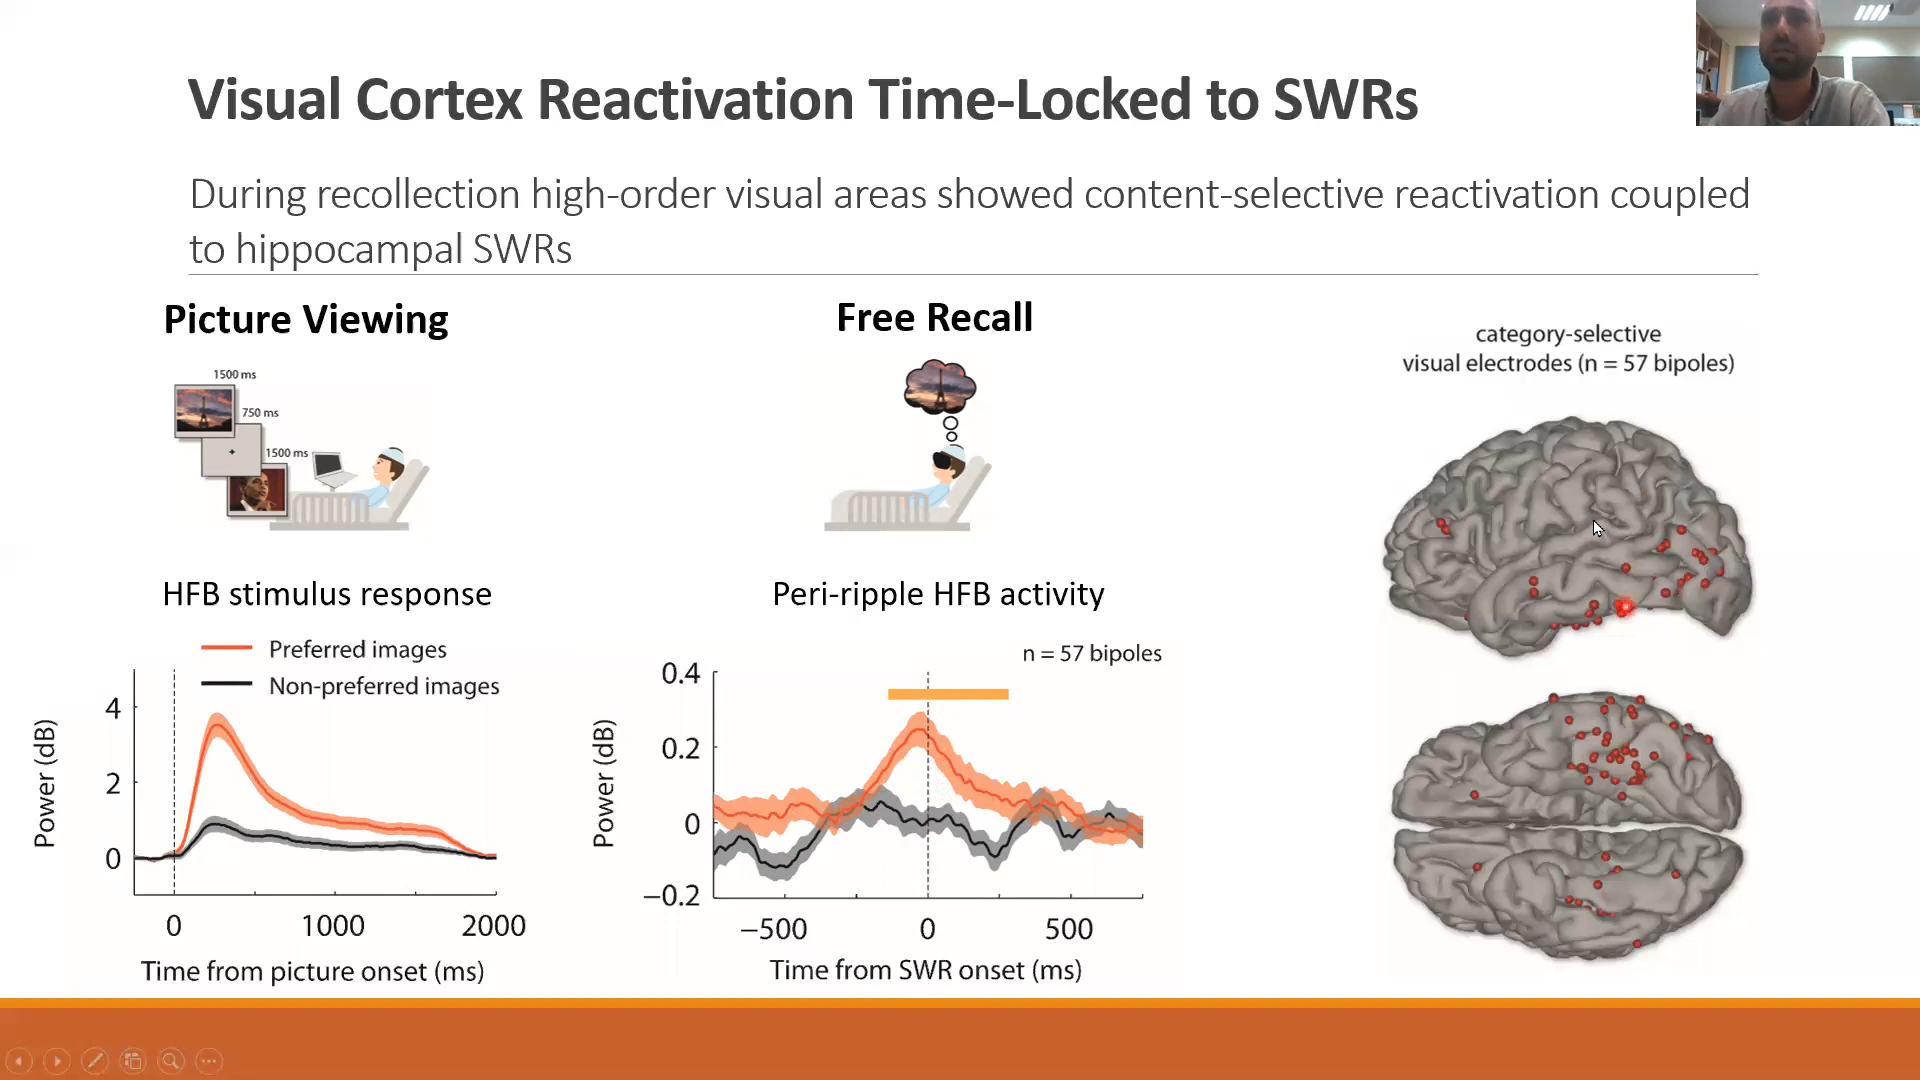 Visual Cortex Reactivation Time-Locked to SWRs
During recollection high-order visual areas showed content-selective reactivation coupled
to hippocampal SWRs
Picture Viewing
1500 ms
750 ms
1500 ms
HFB stimulus response
Preferred images
Non-preferred images
Power (dB)
4
2
0
0
1000
2000
Time from picture onset (ms)
Free Recall
Peri-ripple HFB activity
n = 57 bipoles
Power (dB)
0.4
0.2
0
−0.2
−500
0
500
Time from SWR onset (ms)
category-selective
visual electrodes (n = 57 bipoles)